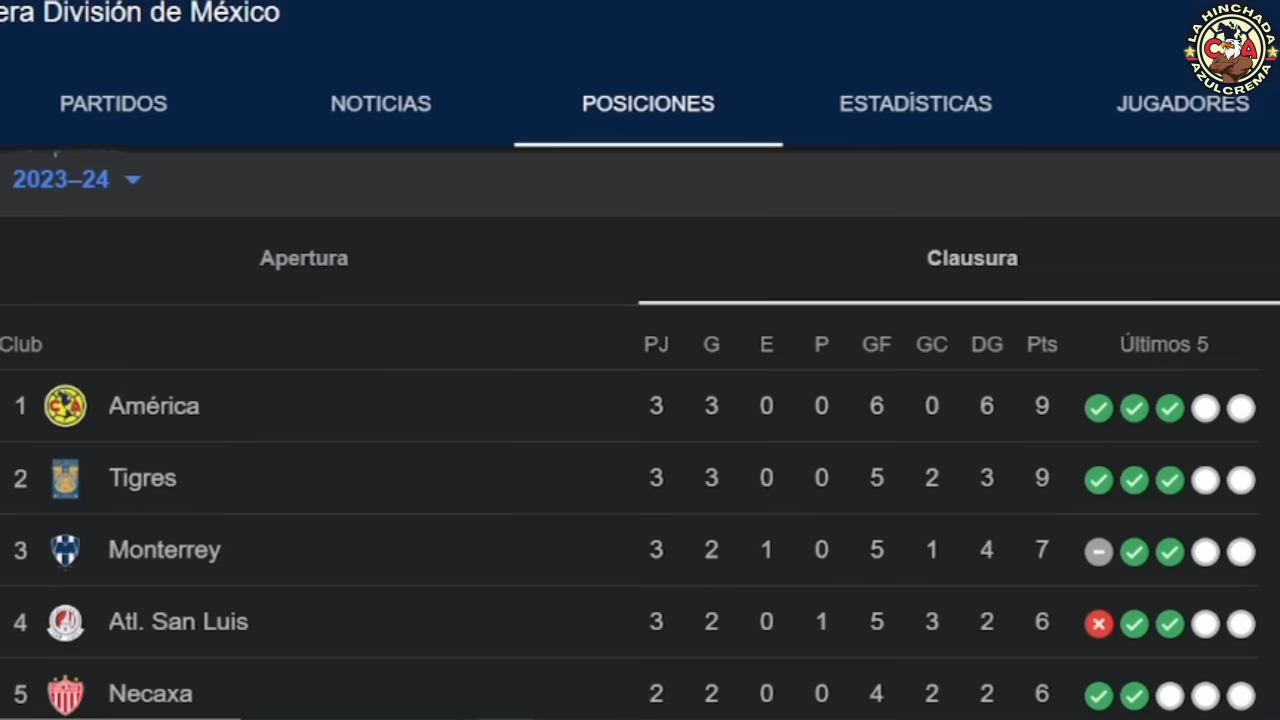 era División de México
LA HINCHADA
CA
AZULCREMA
PARTIDOS NOTICIAS POSICIONES ESTADÍSTICAS JUGADORES
2023–24
Apertura Clausura
Club PJ G E P GF GC DG Pts Últimos 5
1 América 3 3 0 0 6 0 6 9
2 Tigres 3 3 0 0 5 2 3 9
3 Monterrey 3 2 1 0 5 1 4 7
4 Atl. San Luis 3 2 0 1 5 3 2 6
5 Necaxa 2 2 0 0 4 2 2 6